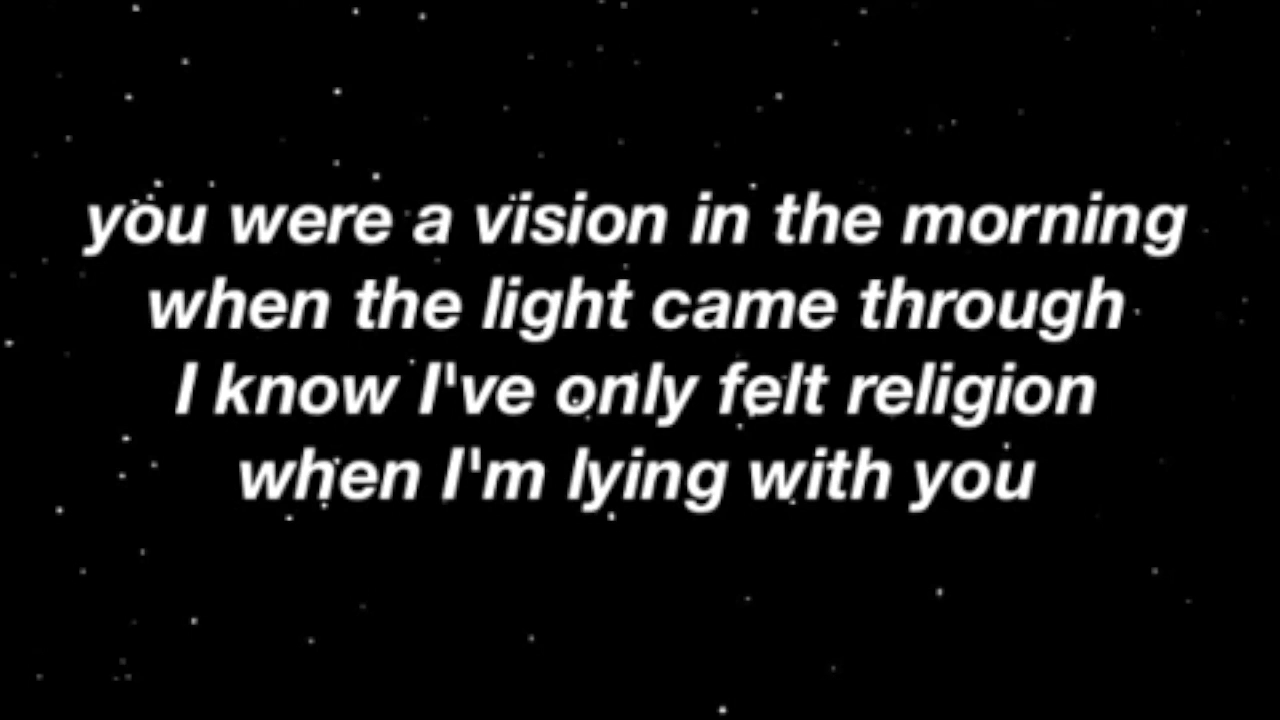 you were a vision in the morning
when the light came through
I know I've only felt religion
when I'm lying with you